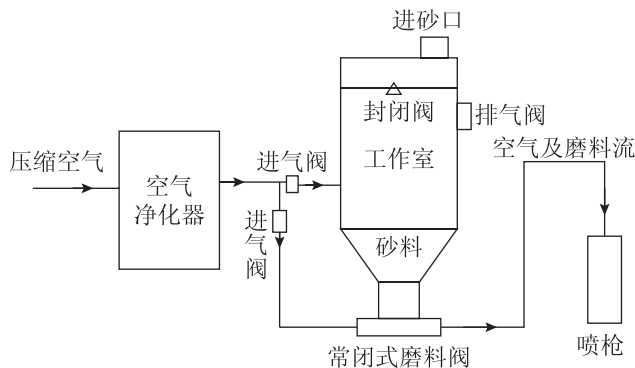 进砂口
封闭阀
排气阀
压缩空气
进气阀
工作室
空气及磨料流
空气
净化器
进
气
阀
砂料
喷枪
常闭式磨料阀